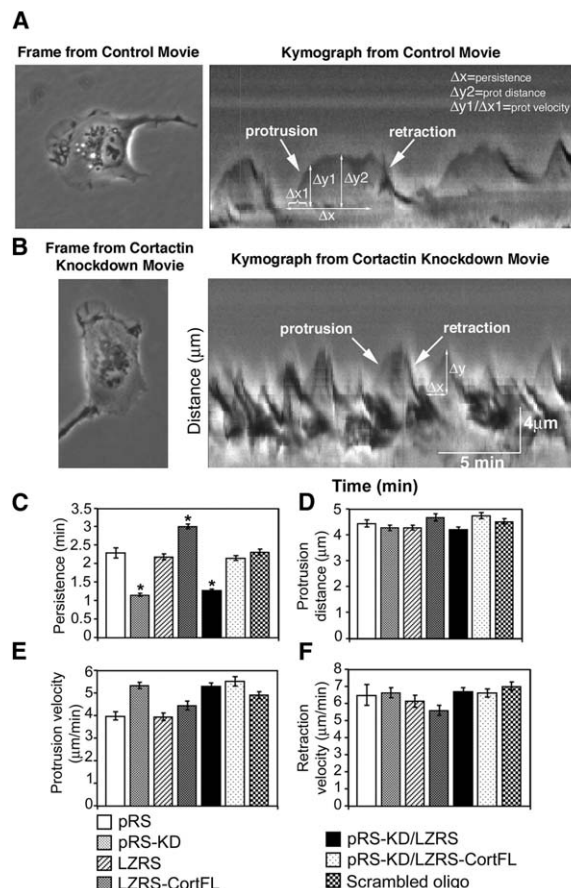 A
Frame from Control Movie
Kymograph from Control Movie
Δx=persistence
Δy2=prot distance
Δy1/Δx1=prot velocity
protrusion
retraction
Δy1
Δy2
Δx1
Δx
B
Frame from Cortactin
Knockdown Movie
Kymograph from Cortactin Knockdown Movie
Distance (μm)
protrusion
retraction
Δy
Δx
4μm
5 min
Time (min)
C
Persistence (min)
3.5
3
2.5
2
1.5
1
0.5
0
*
*
*
D
Protrusion
distance (μm)
5
4
3
2
1
0
E
Protrusion velocity
(μm/min)
6
5
4
3
2
1
0
F
Retraction
velocity (μm/min)
8
7
6
5
4
3
2
1
0
pRS
pRS-KD
LZRS
LZRS-CortFL
pRS-KD/LZRS
pRS-KD/LZRS-CortFL
Scrambled oligo